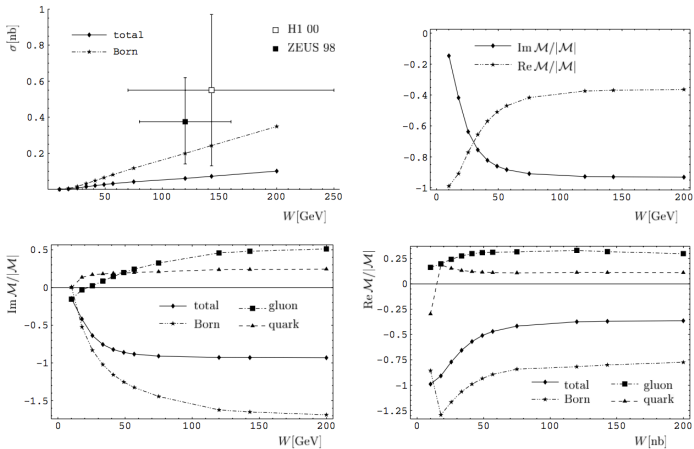 σ[nb]
1
0.8
0.6
0.4
0.2
total
Born
H1 00
ZEUS 98
50 100 150 200 250
W[GeV]
0
-0.2
-0.4
-0.6
-0.8
-1
Im M/|M|
Re M/|M|
0 50 100 150 200
W[GeV]
Im M/|M|
0.5
0
-0.5
-1
-1.5
total
Born
gluon
quark
0 50 100 150 200
W[GeV]
Re M/|M|
0.25
0
-0.25
-0.5
-0.75
-1
-1.25
total
Born
gluon
quark
0 50 100 150 200
W[nb]